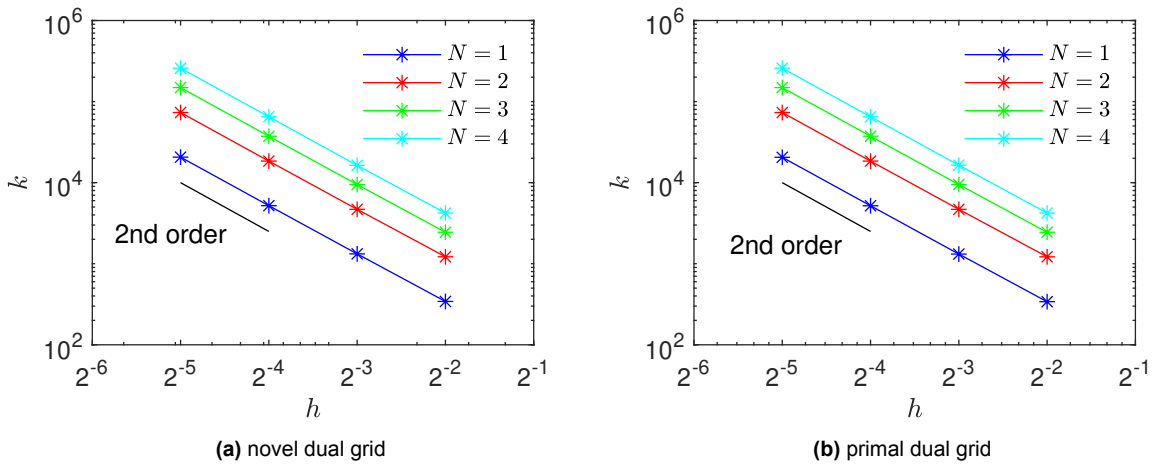 10^6
10^4
10^2
k
2^-6
2^-5
2^-4
2^-3
2^-2
2^-1
h
N = 1
N = 2
N = 3
N = 4
2nd order
(a) novel dual grid
10^6
10^4
10^2
k
2^-6
2^-5
2^-4
2^-3
2^-2
2^-1
h
N = 1
N = 2
N = 3
N = 4
2nd order
(b) primal dual grid